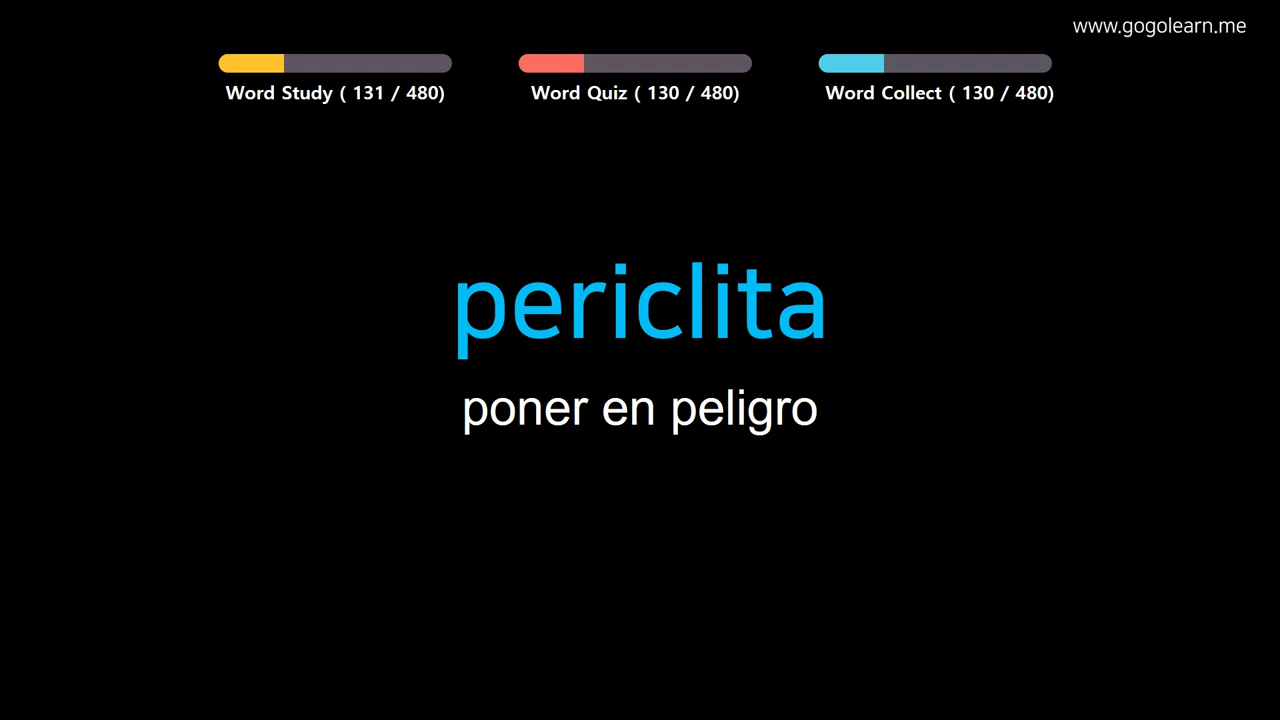 www.gogolearn.me
Word Study ( 131 / 480)
Word Quiz ( 130 / 480)
Word Collect ( 130 / 480)
periclita
poner en peligro